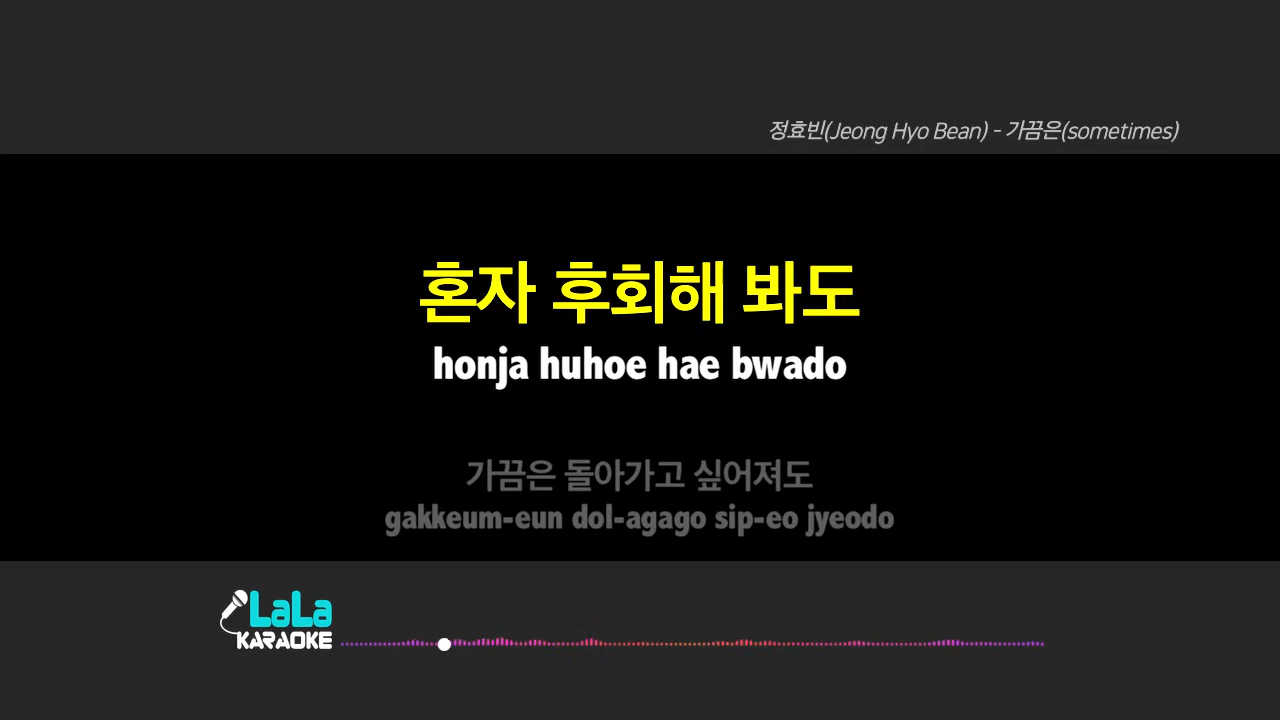 정효빈(Jeong Hyo Bean) - 가끔은(sometimes)
혼자 후회해 봐도
honja huhoe hae bwado
가끔은 돌아가고 싶어져도
gakkeum-eun dol-agago sip-eo jyeodo
LaLa
KARAOKE